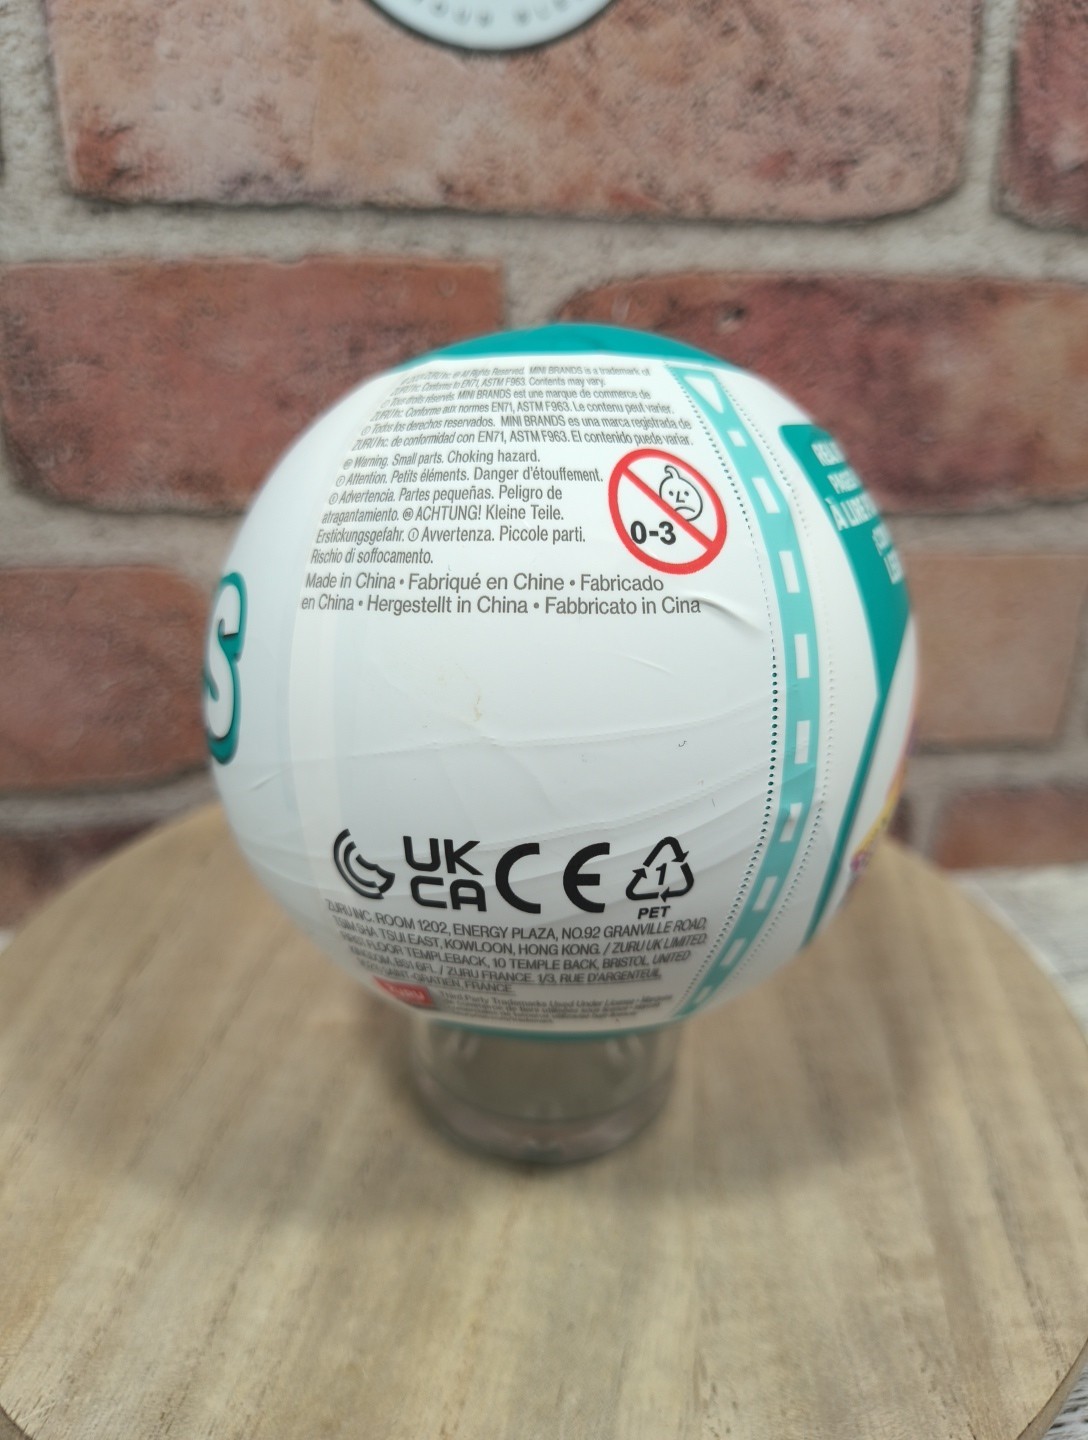 ZURU Inc. All Rights Reserved. MINI BRANDS is a trademark of
ZURU Inc. Conforms to EN71, ASTM F963. Contents may vary.
Tous droits réservés. MINI BRANDS est une marque de commerce de
ZURU Inc. Conforme aux normes EN71, ASTM F963. Le contenu peut varier.
Todos los derechos reservados. MINI BRANDS es una marca registrada de
ZURU Inc. de conformidad con EN71, ASTM F963. El contenido puede variar.
Warning. Small parts. Choking hazard.
Attention. Petits éléments. Danger d'étouffement.
Advertencia. Partes pequeñas. Peligro de
atragantamiento. ACHTUNG! Kleine Teile.
Erstickungsgefahr. Avvertenza. Piccole parti.
Rischio di soffocamento.
0-3
Made in China • Fabriqué en Chine • Fabricado
en China • Hergestellt in China • Fabbricato in Cina
S
UK
CA CE
1
PET
ZURU INC. ROOM 1202, ENERGY PLAZA, NO.92 GRANVILLE ROAD,
TSIM SHA TSUI EAST, KOWLOON, HONG KONG. / ZURU UK LIMITED
FIRST FLOOR TEMPLEBACK, 10 TEMPLE BACK, BRISTOL, UNITED
KINGDOM, BS1 6FL / ZURU FRANCE. 1/3, RUE D'ARGENTEUIL,
SAINT-GRATIEN, FRANCE
ZURU
Third Party Trademarks Used Under License